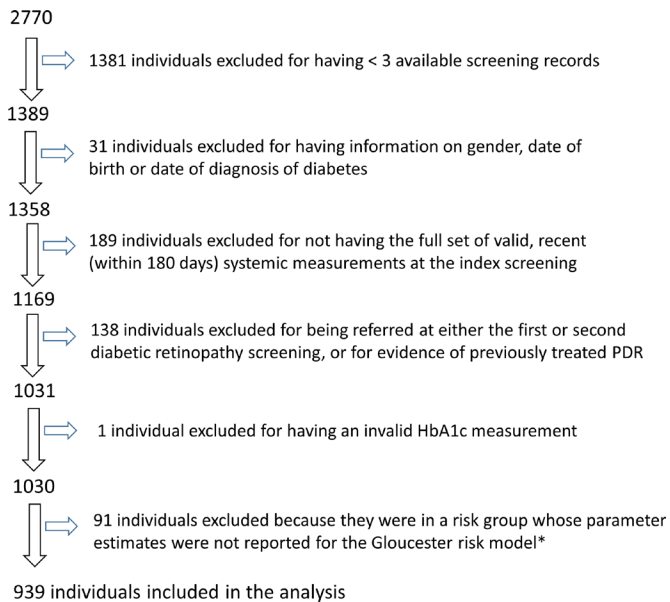 2770
1381 individuals excluded for having < 3 available screening records
1389
31 individuals excluded for having information on gender, date of
birth or date of diagnosis of diabetes
1358
189 individuals excluded for not having the full set of valid, recent
(within 180 days) systemic measurements at the index screening
1169
138 individuals excluded for being referred at either the first or second
diabetic retinopathy screening, or for evidence of previously treated PDR
1031
1 individual excluded for having an invalid HbA1c measurement
1030
91 individuals excluded because they were in a risk group whose parameter
estimates were not reported for the Gloucester risk model*
939 individuals included in the analysis